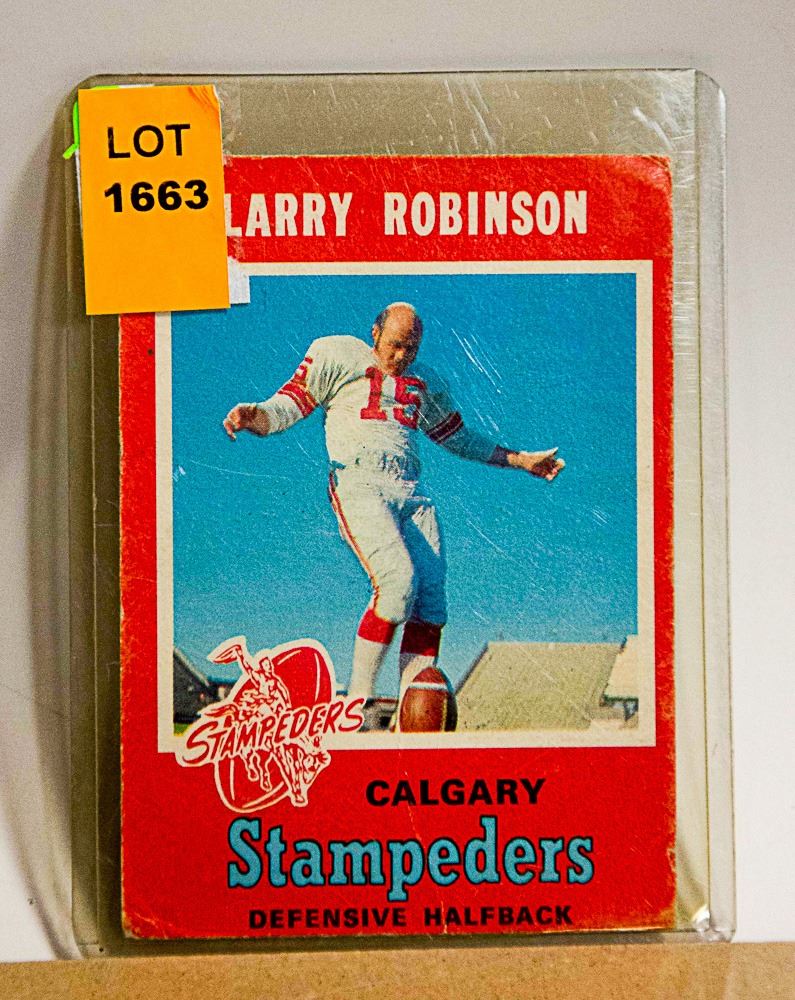 LOT
1663
LARRY ROBINSON
15
STAMPEDERS
CALGARY
Stampeders
DEFENSIVE HALFBACK